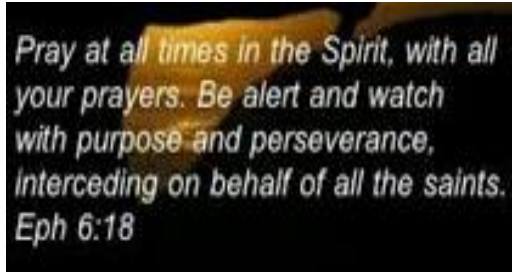 Pray at all times in the Spirit, with all
your prayers. Be alert and watch
with purpose and perseverance,
interceding on behalf of all the saints.
Eph 6:18